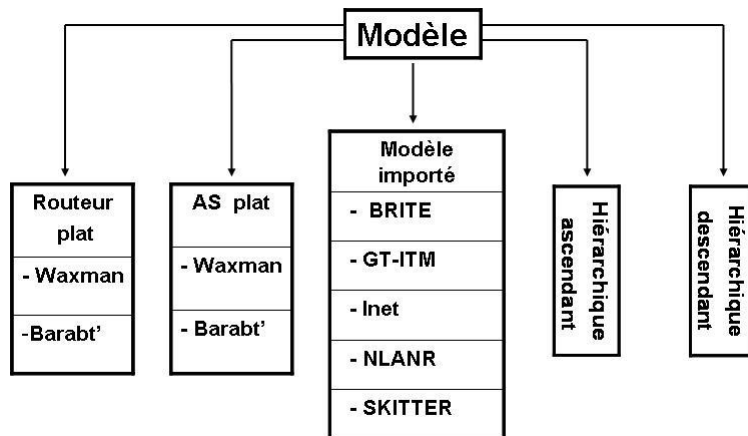 Modèle
Routeur
plat
- Waxman
-Barabt’
AS plat
- Waxman
- Barabt’
Modèle
importé
- BRITE
- GT-ITM
- Inet
- NLANR
- SKITTER
Hiérarchique
ascendant
Hiérarchique
descendant